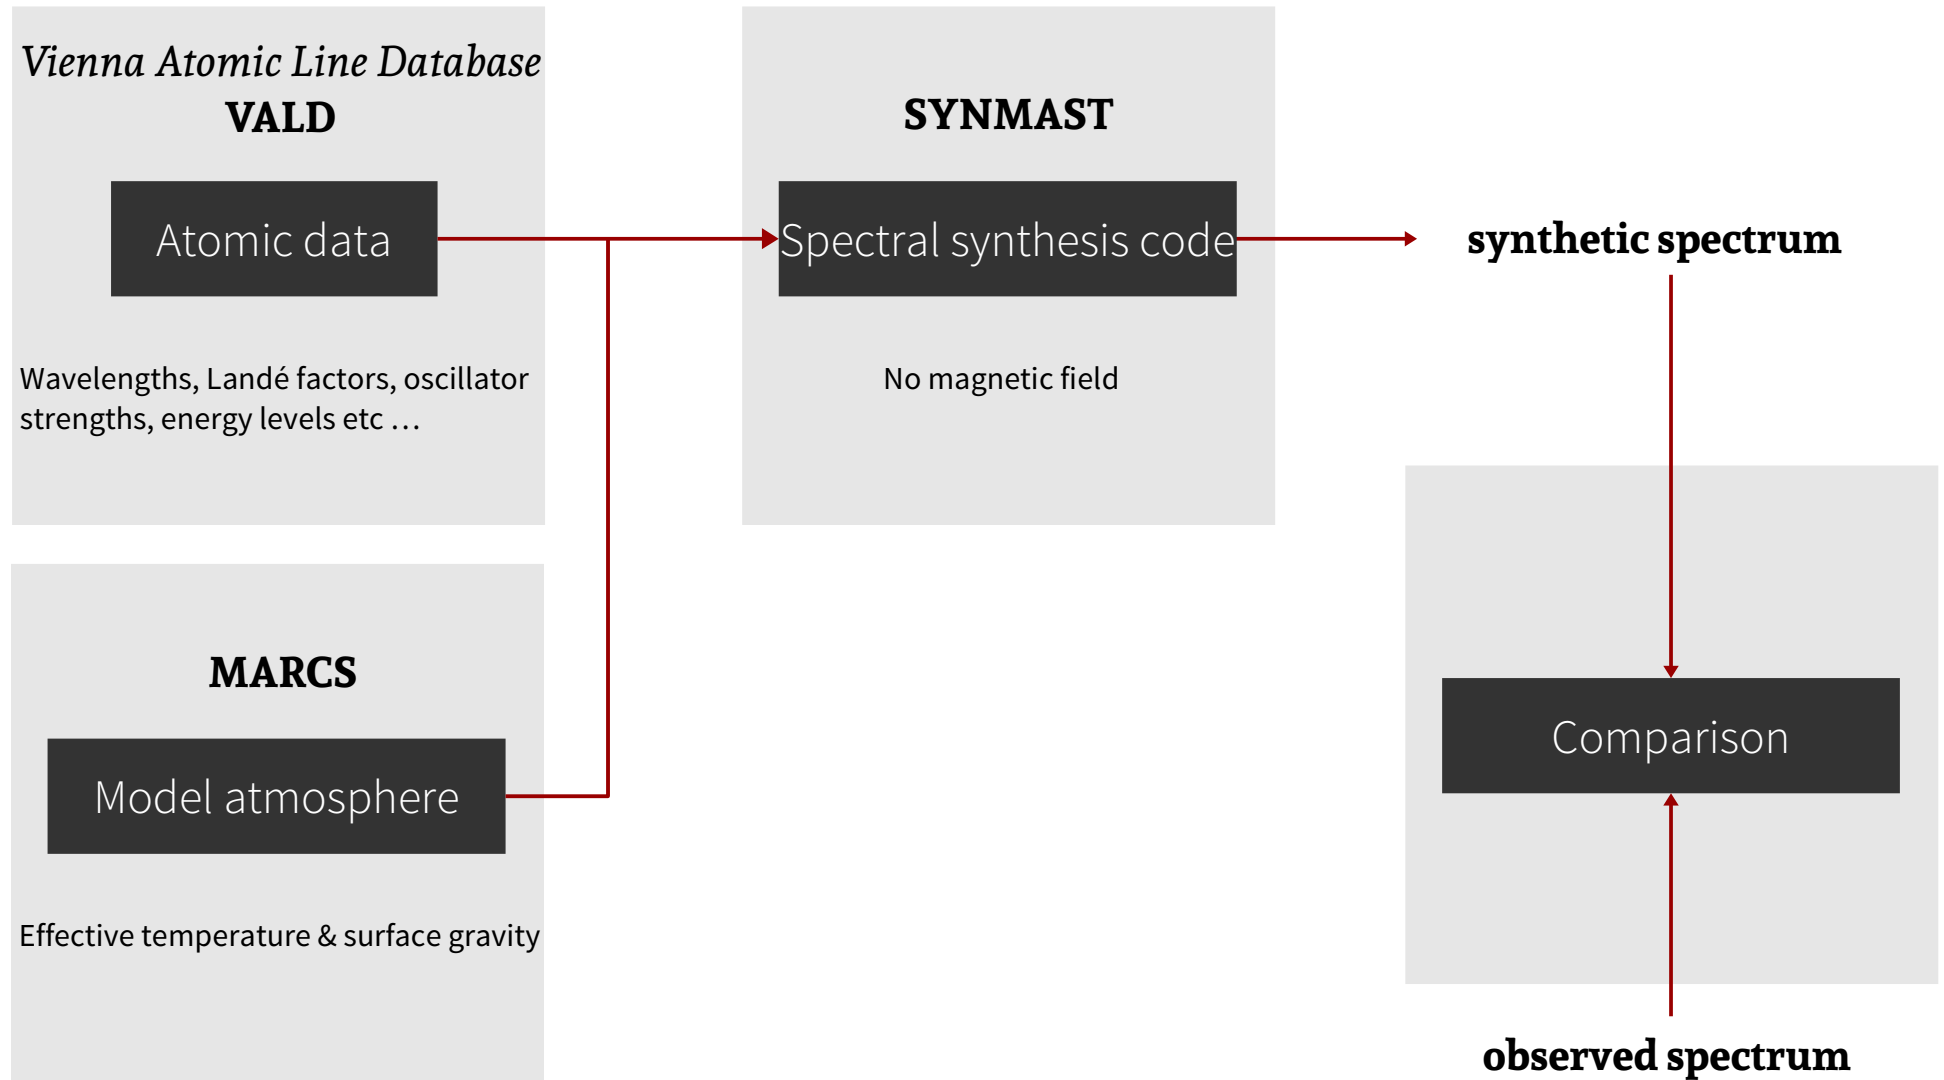 Vienna Atomic Line Database
VALD
Atomic data
Wavelengths, Landé factors, oscillator
strengths, energy levels etc …
SYNMAST
Spectral synthesis code
No magnetic field
synthetic spectrum
MARCS
Model atmosphere
Effective temperature & surface gravity
Comparison
observed spectrum